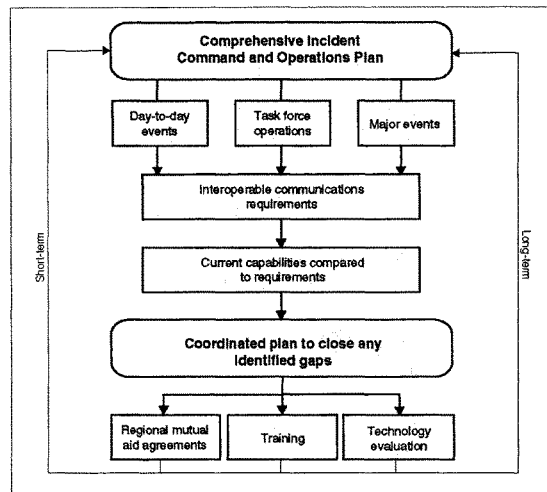 Comprehensive Incident
Command and Operations Plan
Day-to-day
events
Task force
operations
Major events
Interoperable communications
requirements
Short-term
Long-term
Current capabilities compared
to requirements
Coordinated plan to close any
identified gaps
Regional mutual
aid agreements
Training
Technology
evaluation